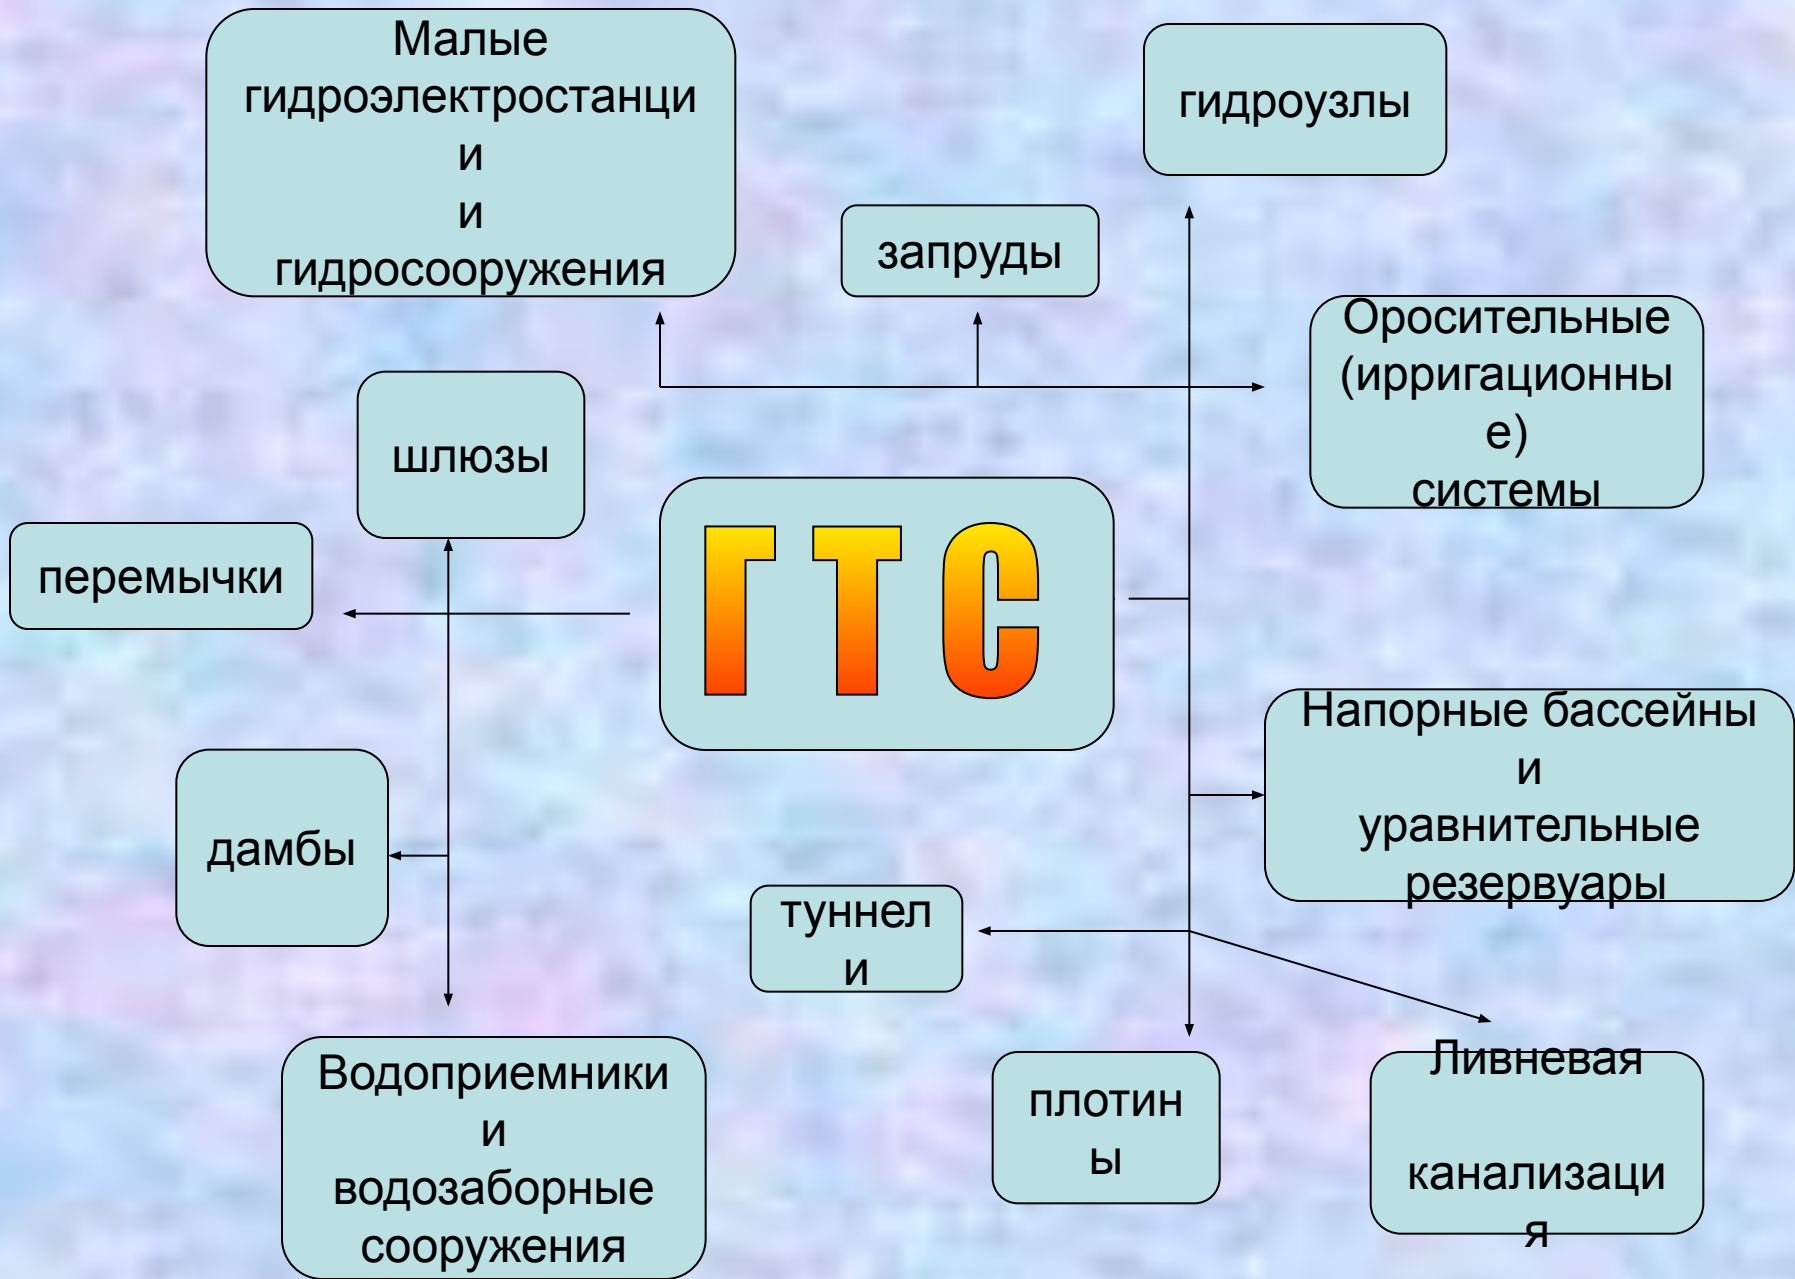 Малые
гидроэлектростанци
и
и
гидросооружения
гидроузлы
запруды
Оросительные
(ирригационны
е)
системы
шлюзы
перемычки
ГТС
Напорные бассейны
и
уравнительные
резервуары
дамбы
туннел
и
Водоприемники
и
водозаборные
сооружения
плотин
ы
Ливневая
канализаци
я